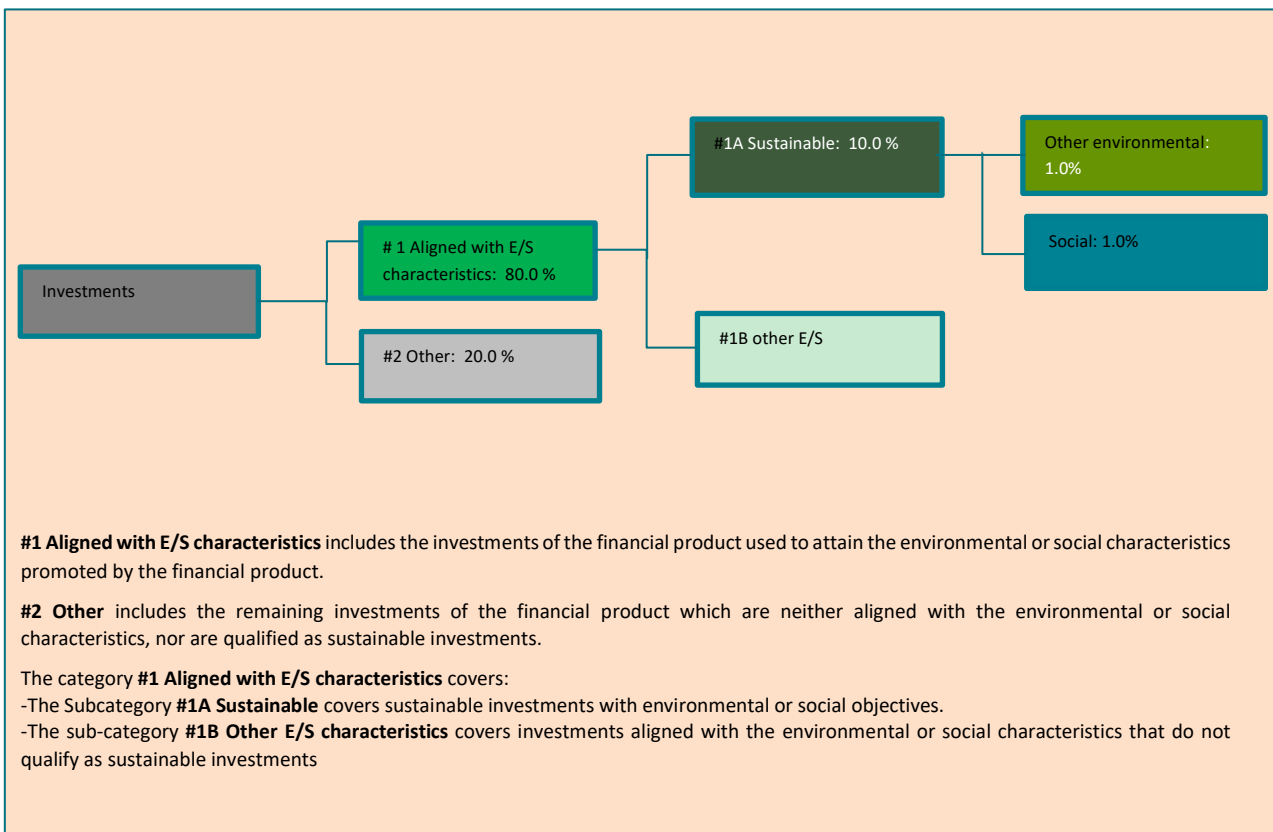 #1A Sustainable: 10.0 %
Other environmental:
1.0%
# 1 Aligned with E/S
characteristics: 80.0 %
Social: 1.0%
Investments
#1B other E/S
#2 Other: 20.0 %
#1 Aligned with E/S characteristics includes the investments of the financial product used to attain the environmental or social characteristics
promoted by the financial product.
#2 Other includes the remaining investments of the financial product which are neither aligned with the environmental or social
characteristics, nor are qualified as sustainable investments.
The category #1 Aligned with E/S characteristics covers:
-The Subcategory #1A Sustainable covers sustainable investments with environmental or social objectives.
-The sub-category #1B Other E/S characteristics covers investments aligned with the environmental or social characteristics that do not
qualify as sustainable investments